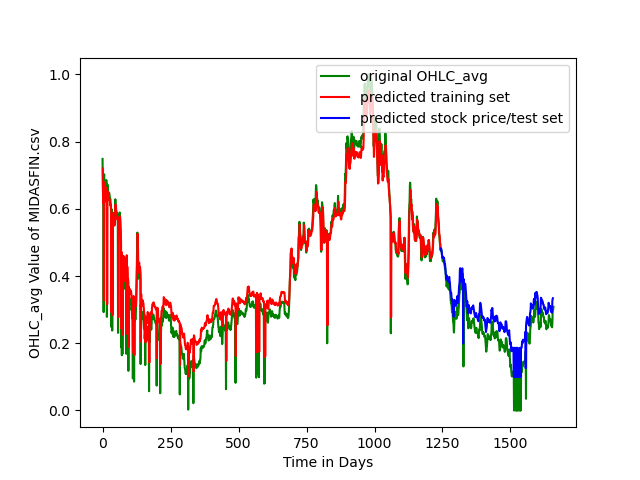 original OHLC_avg
predicted training set
predicted stock price/test set
OHLC_avg Value of MIDASFIN.csv
1.0
0.8
0.6
0.4
0.2
0.0
0 250 500 750 1000 1250 1500
Time in Days